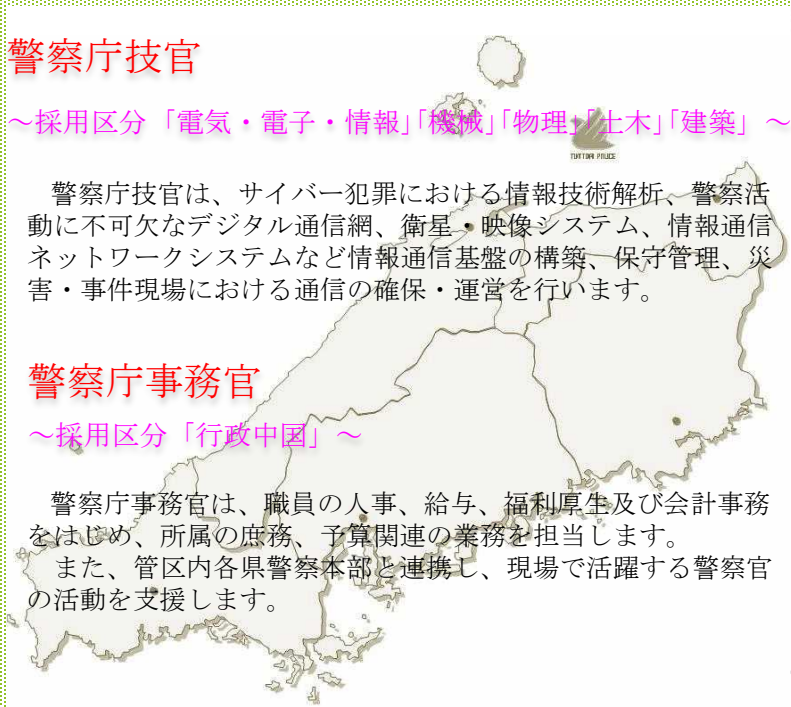 警察庁技官
～採用区分「電気・電子・情報」「機械」「物理」「土木」「建築」～
TOTTORI POLICE
警察庁技官は、サイバー犯罪における情報技術解析、警察活
動に不可欠なデジタル通信網、衛星・映像システム、情報通信
ネットワークシステムなど情報通信基盤の構築、保守管理、災
害・事件現場における通信の確保・運営を行います。
警察庁事務官
～採用区分「行政中国」～
警察庁事務官は、職員の人事、給与、福利厚生及び会計事務
をはじめ、所属の庶務、予算関連の業務を担当します。
また、管区内各県警察本部と連携し、現場で活躍する警察官
の活動を支援します。